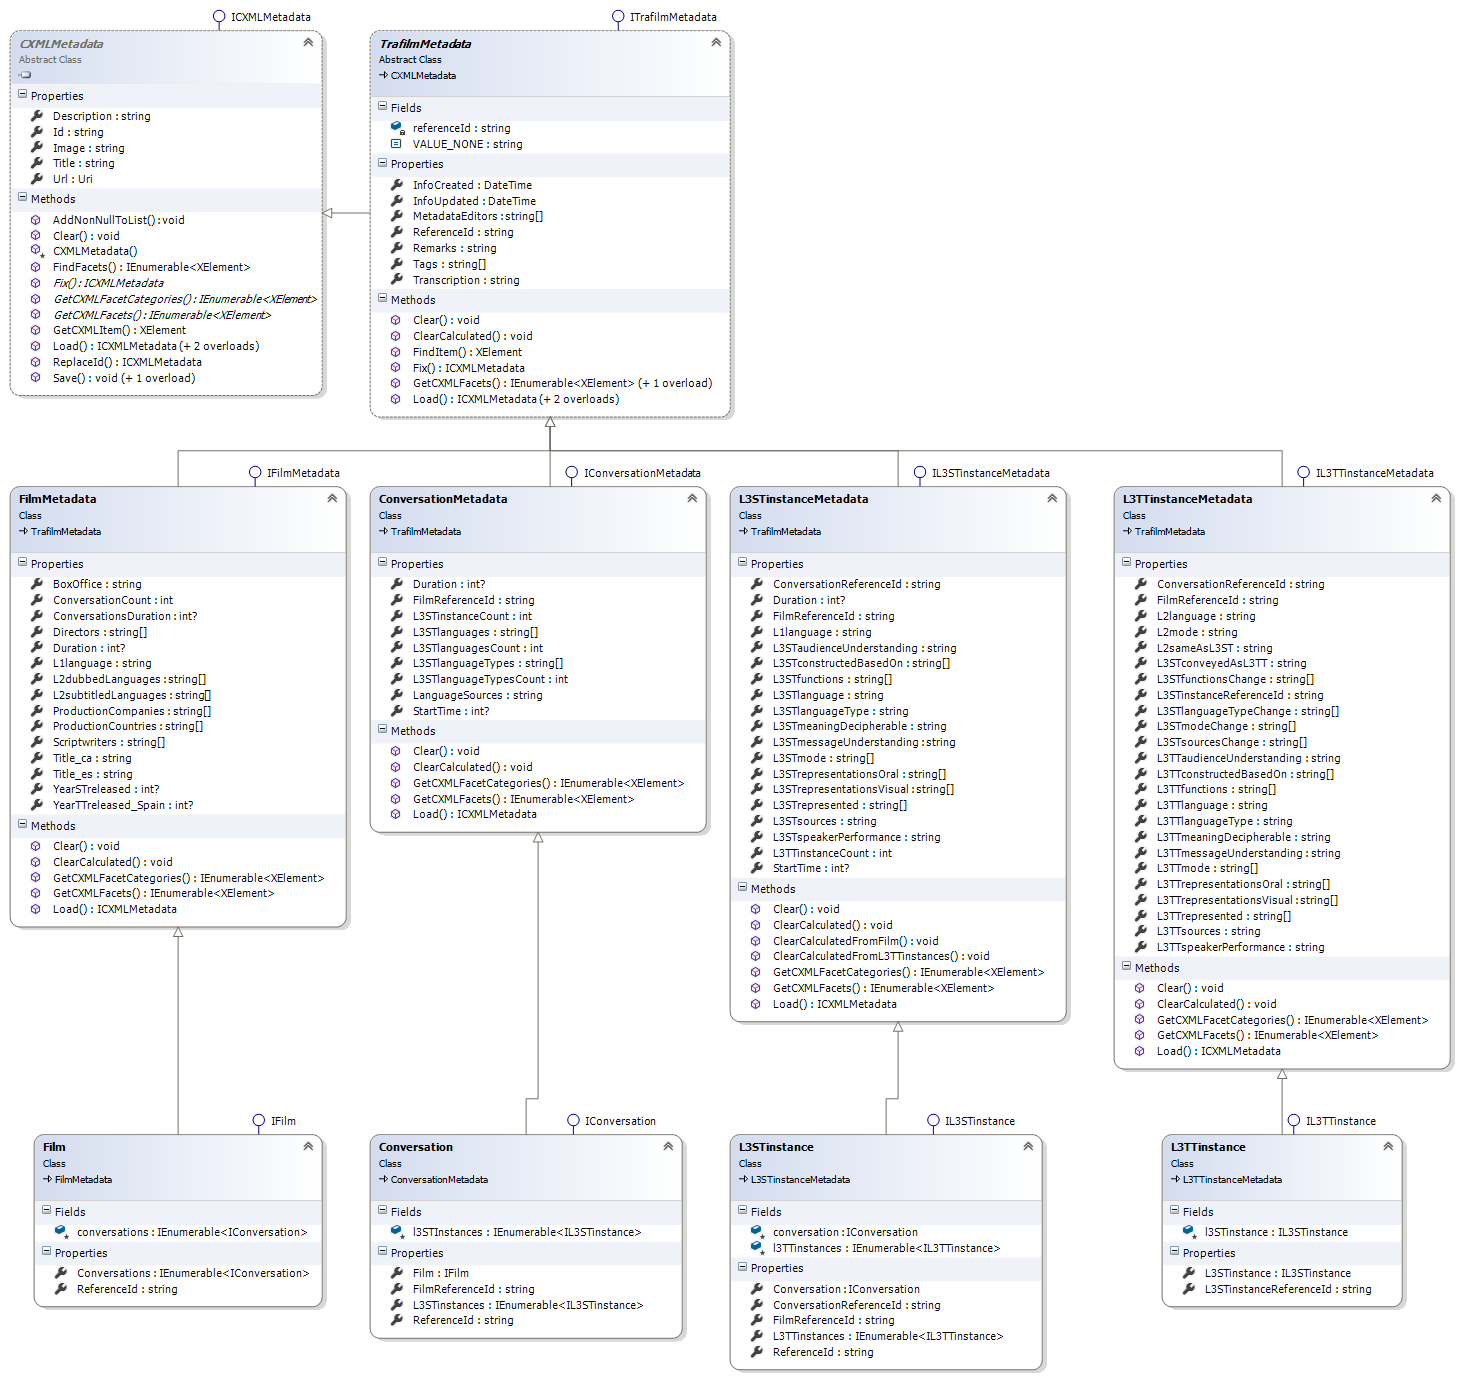 ICXMLMetadata
CXMLMetadata
Abstract Class
Properties
Description : string
Id : string
Image : string
Title : string
Url : Uri
Methods
AddNonNullToList() : void
Clear() : void
CXMLMetadata()
FindFacets() : IEnumerable<XElement>
Fix() : ICXMLMetadata
GetCXMLFacetCategories() : IEnumerable<XElement>
GetCXMLFacets() : IEnumerable<XElement>
GetCXMLItem() : XElement
Load() : ICXMLMetadata (+ 2 overloads)
ReplaceId() : ICXMLMetadata
Save() : void (+ 1 overload)
ITrafilmMetadata
TrafilmMetadata
Abstract Class
CXMLMetadata
Fields
referenceId : string
VALUE_NONE : string
Properties
InfoCreated : DateTime
InfoUpdated : DateTime
MetadataEditors : string[]
ReferenceId : string
Remarks : string
Tags : string[]
Transcription : string
Methods
Clear() : void
ClearCalculated() : void
FindItem() : XElement
Fix() : ICXMLMetadata
GetCXMLFacets() : IEnumerable<XElement> (+ 1 overload)
Load() : ICXMLMetadata (+ 2 overloads)
IFilmMetadata
FilmMetadata
Class
TrafilmMetadata
Properties
BoxOffice : string
ConversationCount : int
ConversationsDuration : int?
Directors : string[]
Duration : int?
L1language : string
L2dubbedLanguages : string[]
L2subtitledLanguages : string[]
ProductionCompanies : string[]
ProductionCountries : string[]
Scriptwriters : string[]
Title_ca : string
Title_es : string
YearSTreleased : int?
YearTTreleased_Spain : int?
Methods
Clear() : void
ClearCalculated() : void
GetCXMLFacetCategories() : IEnumerable<XElement>
GetCXMLFacets() : IEnumerable<XElement>
Load() : ICXMLMetadata
IConversationMetadata
ConversationMetadata
Class
TrafilmMetadata
Properties
Duration : int?
FilmReferenceId : string
L3STinstanceCount : int
L3STlanguages : string[]
L3STlanguagesCount : int
L3STlanguageTypes : string[]
L3STlanguageTypesCount : int
LanguageSources : string
StartTime : int?
Methods
Clear() : void
ClearCalculated() : void
GetCXMLFacetCategories() : IEnumerable<XElement>
GetCXMLFacets() : IEnumerable<XElement>
Load() : ICXMLMetadata
IL3STinstanceMetadata
L3STinstanceMetadata
Class
TrafilmMetadata
Properties
ConversationReferenceId : string
Duration : int?
FilmReferenceId : string
L1language : string
L3STaudienceUnderstanding : string
L3STconstructedBasedOn : string[]
L3STfunctions : string[]
L3STlanguage : string
L3STlanguageType : string
L3STmeaningDecipherable : string
L3STmessageUnderstanding : string
L3STmode : string[]
L3STrepresentationsOral : string[]
L3STrepresentationsVisual : string[]
L3STrepresented : string[]
L3STsources : string
L3STspeakerPerformance : string
L3TTinstanceCount : int
StartTime : int?
Methods
Clear() : void
ClearCalculated() : void
ClearCalculatedFromFilm() : void
ClearCalculatedFromL3TTinstances() : void
GetCXMLFacetCategories() : IEnumerable<XElement>
GetCXMLFacets() : IEnumerable<XElement>
Load() : ICXMLMetadata
IL3TTinstanceMetadata
L3TTinstanceMetadata
Class
TrafilmMetadata
Properties
ConversationReferenceId : string
FilmReferenceId : string
L2language : string
L2mode : string
L2sameAsL3ST : string
L3STconveyedAsL3TT : string
L3STfunctionsChange : string[]
L3STinstanceReferenceId : string
L3STlanguageTypeChange : string[]
L3STmodeChange : string[]
L3STsourcesChange : string[]
L3TTaudienceUnderstanding : string
L3TTconstructedBasedOn : string[]
L3TTfunctions : string[]
L3TTlanguage : string
L3TTlanguageType : string
L3TTmeaningDecipherable : string
L3TTmessageUnderstanding : string
L3TTmode : string[]
L3TTrepresentationsOral : string[]
L3TTrepresentationsVisual : string[]
L3TTrepresented : string[]
L3TTsources : string
L3TTspeakerPerformance : string
Methods
Clear() : void
ClearCalculated() : void
GetCXMLFacetCategories() : IEnumerable<XElement>
GetCXMLFacets() : IEnumerable<XElement>
Load() : ICXMLMetadata
IFilm
Film
Class
FilmMetadata
Fields
conversations : IEnumerable<IConversation>
Properties
Conversations : IEnumerable<IConversation>
ReferenceId : string
IConversation
Conversation
Class
ConversationMetadata
Fields
l3STInstances : IEnumerable<IL3STinstance>
Properties
Film : IFilm
FilmReferenceId : string
L3STinstances : IEnumerable<IL3STinstance>
ReferenceId : string
IL3STinstance
L3STinstance
Class
L3STinstanceMetadata
Fields
conversation : IConversation
l3TTinstances : IEnumerable<IL3TTinstance>
Properties
Conversation : IConversation
ConversationReferenceId : string
FilmReferenceId : string
L3TTinstances : IEnumerable<IL3TTinstance>
ReferenceId : string
IL3TTinstance
L3TTinstance
Class
L3TTinstanceMetadata
Fields
l3STinstance : IL3STinstance
Properties
L3STinstance : IL3STinstance
L3STinstanceReferenceId : string